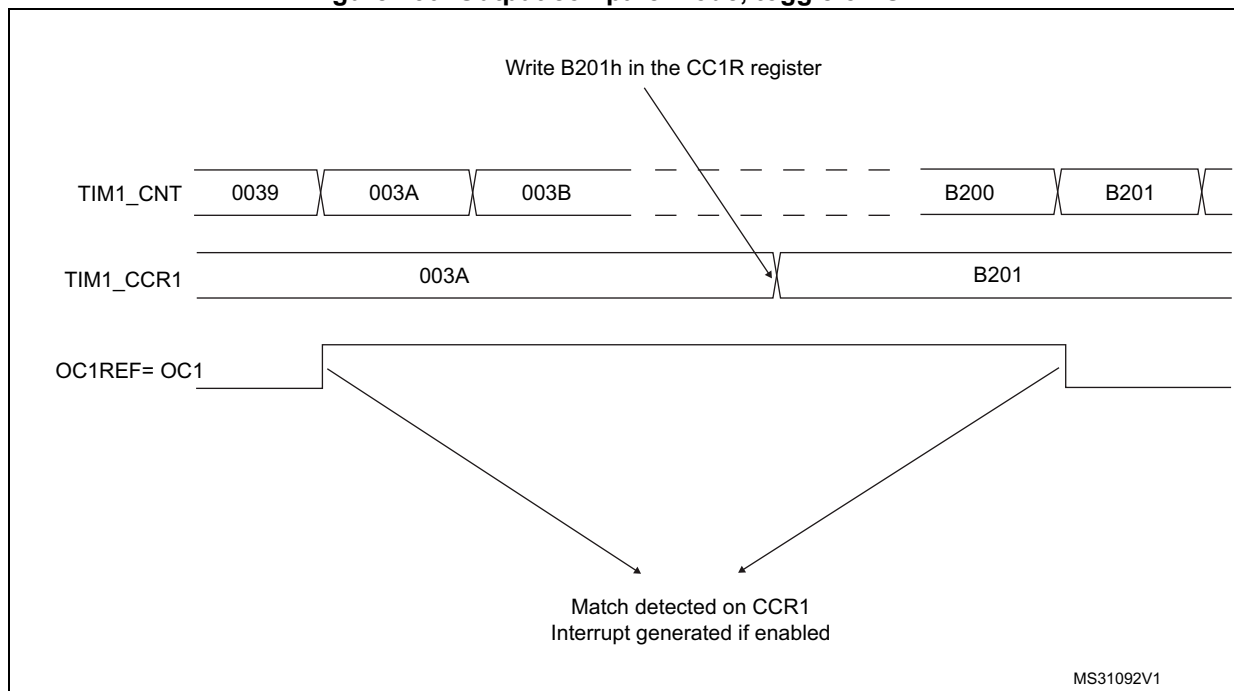 Write B201h in the CC1R register
TIM1_CNT 0039 003A 003B B200 B201
TIM1_CCR1 003A B201
OC1REF= OC1
Match detected on CCR1
Interrupt generated if enabled
MS31092V1